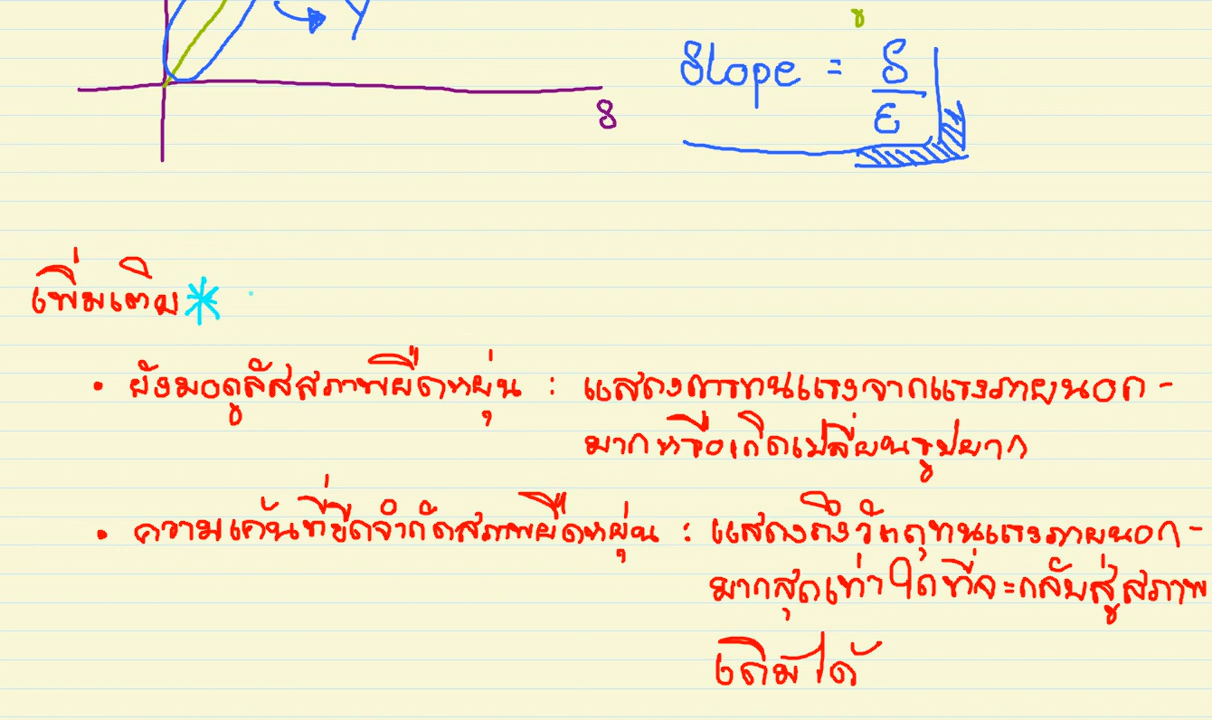 Y
Slope = δ
ε
8
เพิ่มเติม*
• ยังมอดูลัสสภาพยืดหยุ่น : แสดงการทนแรงจากแรงภายนอก-
มากหรือเกิดเปลี่ยนรูปยาก
• ความเค้นที่ขีดจำกัดสภาพยืดหยุ่น : แสดงถึงวัตถุทนแรงภายนอก-
มากสุดเท่าใดที่จะกลับสู่สภาพ
เดิมได้